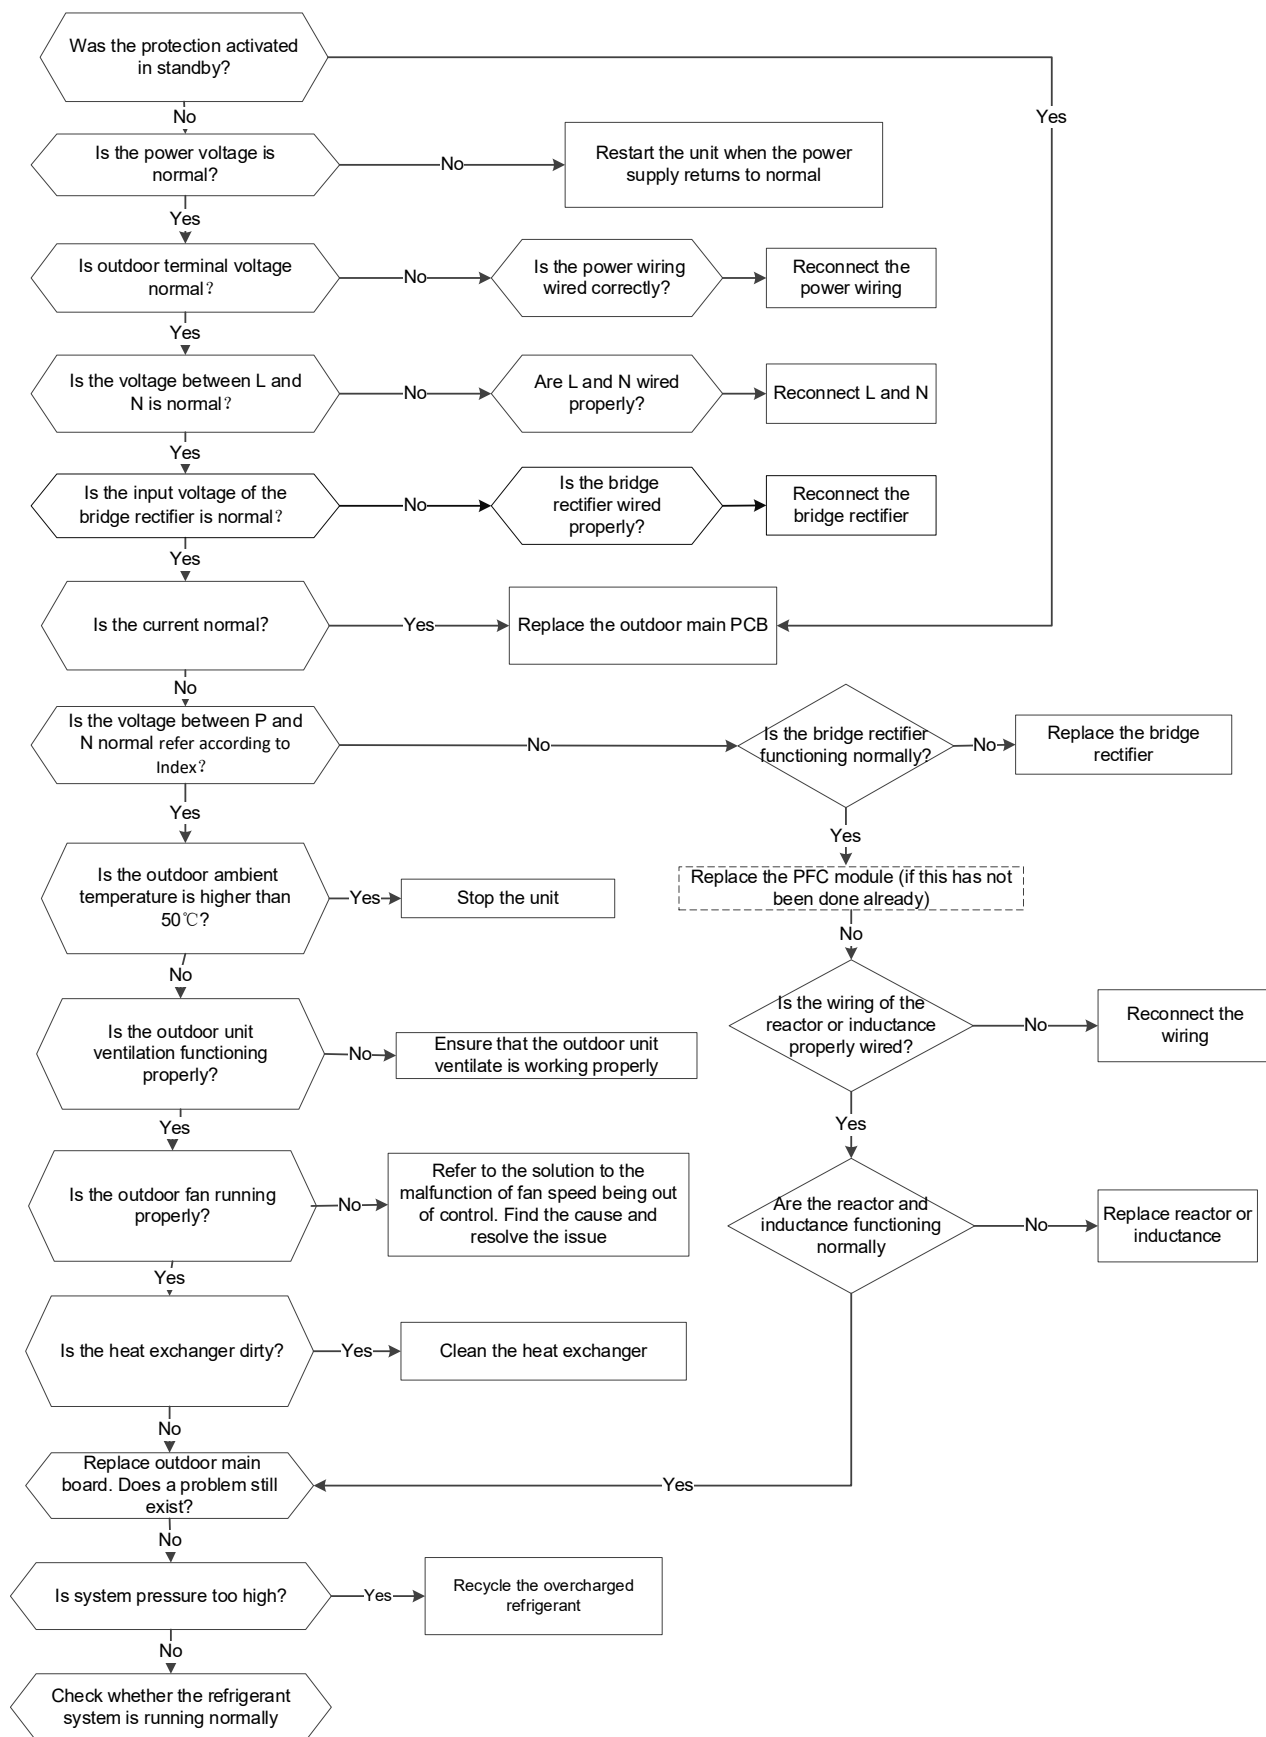 Was the protection activated
in standby?
No
Yes
Is the power voltage is
normal?
No
Restart the unit when the power
supply returns to normal
Yes
Is outdoor terminal voltage
normal?
No
Is the power wiring
wired correctly?
Reconnect the
power wiring
Yes
Is the voltage between L and
N is normal?
No
Are L and N wired
properly?
Reconnect L and N
Yes
Is the input voltage of the
bridge rectifier is normal?
No
Is the bridge
rectifier wired
properly?
Reconnect the
bridge rectifier
Yes
Is the current normal?
Yes
Replace the outdoor main PCB
No
Is the voltage between P and
N normal refer according to
Index?
No
Is the bridge rectifier
functioning normally?
No
Replace the bridge
rectifier
Yes
Yes
Is the outdoor ambient
temperature is higher than
50℃?
Yes
Stop the unit
Replace the PFC module (if this has not
been done already)
No
No
Is the outdoor unit
ventilation functioning
properly?
No
Ensure that the outdoor unit
ventilate is working properly
Is the wiring of the
reactor or inductance
properly wired?
No
Reconnect the
wiring
Yes
Yes
Is the outdoor fan running
properly?
No
Refer to the solution to the
malfunction of fan speed being out
of control. Find the cause and
resolve the issue
Are the reactor and
inductance functioning
normally
No
Replace reactor or
inductance
Yes
Is the heat exchanger dirty?
Yes
Clean the heat exchanger
No
Replace outdoor main
board. Does a problem still
exist?
Yes
No
Is system pressure too high?
Yes
Recycle the overcharged
refrigerant
No
Check whether the refrigerant
system is running normally